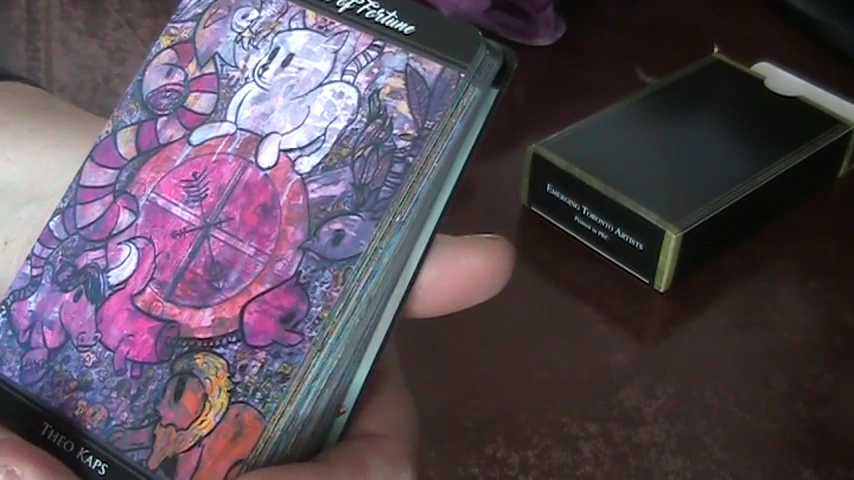 of Fortune
THEO KAPS
EMERGING TORONTO ARTISTS
Printed in PRC